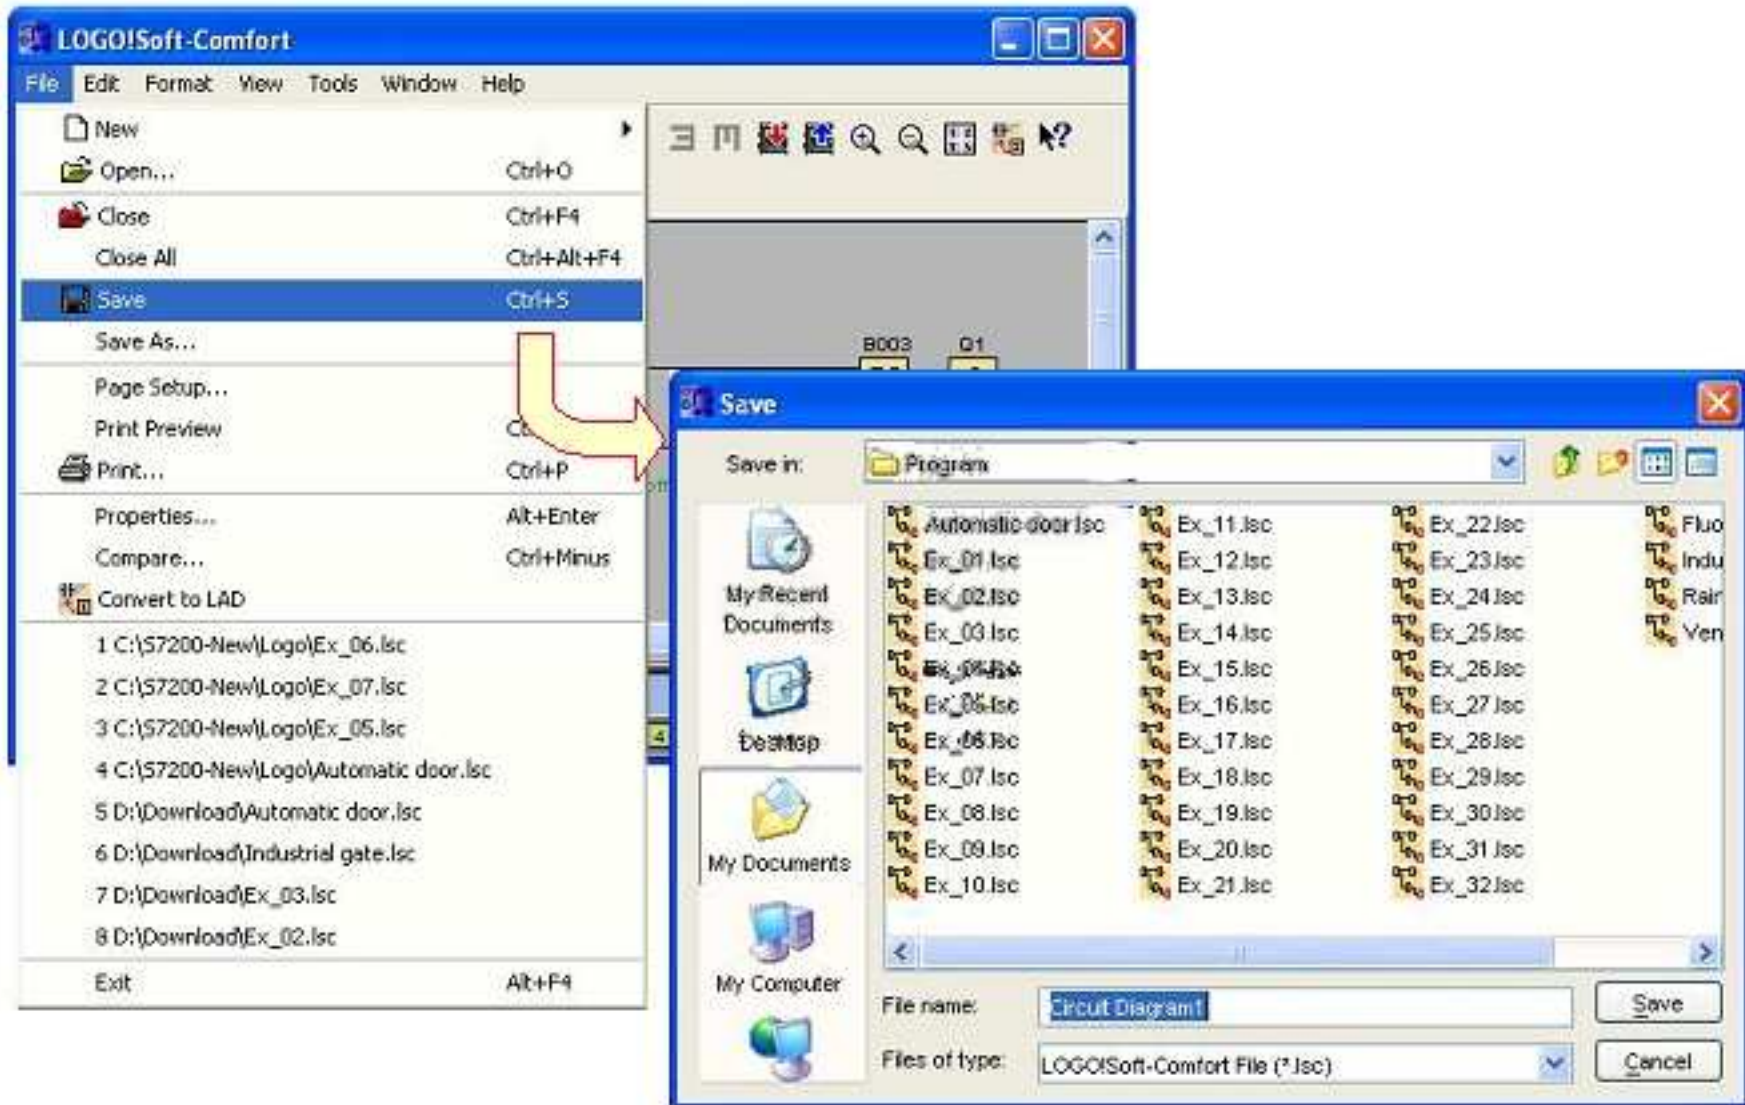 LOGO!Soft-Comfort
File Edit Format View Tools Window Help
New
Open... Ctrl+O
Close Ctrl+F4
Close All Ctrl+Alt+F4
Save Ctrl+S
Save As...
Page Setup...
Print Preview
Print... Ctrl+P
Properties... Alt+Enter
Compare... Ctrl+Minus
Convert to LAD
1 C:\S7200-New\Logo\Ex_06.lsc
2 C:\S7200-New\Logo\Ex_07.lsc
3 C:\S7200-New\Logo\Ex_05.lsc
4 C:\S7200-New\Logo\Automatic door.lsc
5 D:\Download\Automatic door.lsc
6 D:\Download\Industrial gate.lsc
7 D:\Download\Ex_03.lsc
8 D:\Download\Ex_02.lsc
Exit Alt+F4
B003 Q1
4
Save
Save in: Program
My Recent
Documents
Desktop
My Documents
My Computer
Automatic door.lsc Ex_11.lsc Ex_22.lsc Fluo
Ex_01.lsc Ex_12.lsc Ex_23.lsc Indu
Ex_02.lsc Ex_13.lsc Ex_24.lsc Rair
Ex_03.lsc Ex_14.lsc Ex_25.lsc Ven
Ex_15.lsc Ex_26.lsc
Ex_05.lsc Ex_16.lsc Ex_27.lsc
Ex_06.lsc Ex_17.lsc Ex_28.lsc
Ex_07.lsc Ex_18.lsc Ex_29.lsc
Ex_08.lsc Ex_19.lsc Ex_30.lsc
Ex_09.lsc Ex_20.lsc Ex_31.lsc
Ex_10.lsc Ex_21.lsc Ex_32.lsc
File name: Circuit Diagram1 Save
Files of type: LOGO!Soft-Comfort File (*.lsc) Cancel